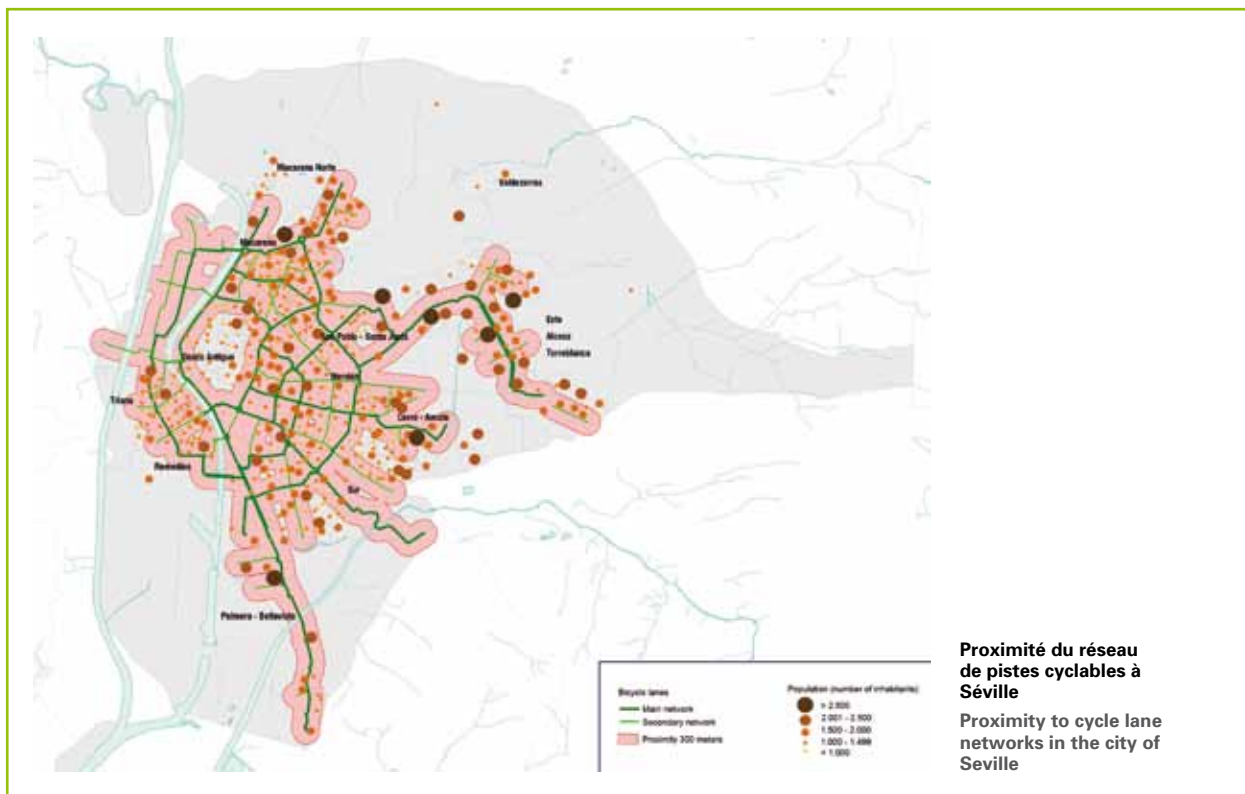 Macarena Norte
Valdezorras
Macarena
San Pablo - Santa Justa
Este
Alcosa
Torreblanca
Casco Antiguo
Nervión
Triana
Cerro - Amate
Remedios
Sur
Palmera - Bellavista
Bicycle lanes
Main network
Secondary network
Proximity 300 meters
Population (number of inhabitants)
> 2.500
2.001 - 2.500
1.500 - 2.000
1.000 - 1.499
< 1.000
Proximité du réseau
de pistes cyclables à
Séville
Proximity to cycle lane
networks in the city of
Seville